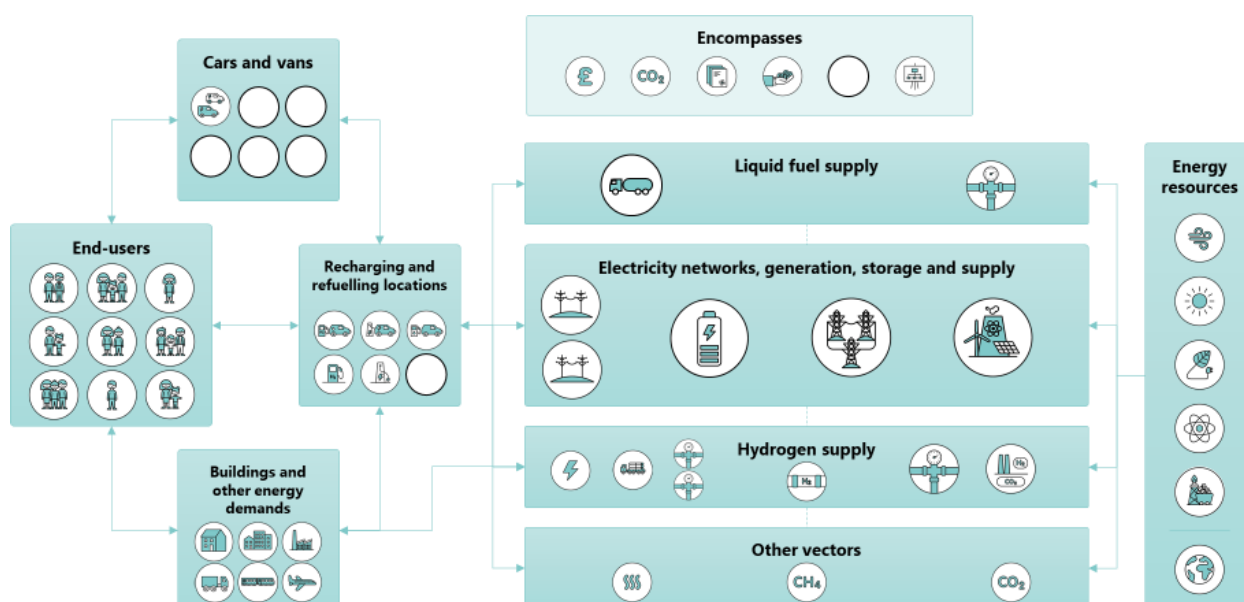 Encompasses
£
CO₂
Cars and vans
Liquid fuel supply
Energy
resources
End-users
Recharging and
refuelling locations
Electricity networks, generation, storage and supply
Hydrogen supply
H₂
H₂
CO₂
Buildings and
other energy
demands
Other vectors
CH₄
CO₂